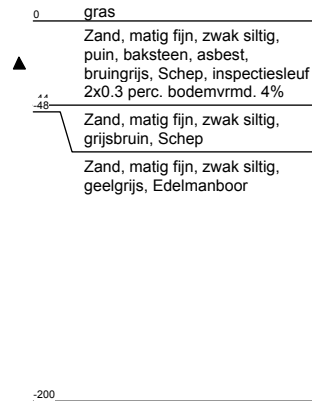 0 gras
Zand, matig fijn, zwak siltig,
puin, baksteen, asbest,
bruingrijs, Schep, inspectiesleuf
2x0.3 perc. bodemvrmd. 4%
-48
Zand, matig fijn, zwak siltig,
grijsbruin, Schep
Zand, matig fijn, zwak siltig,
geelgrijs, Edelmanboor
-200